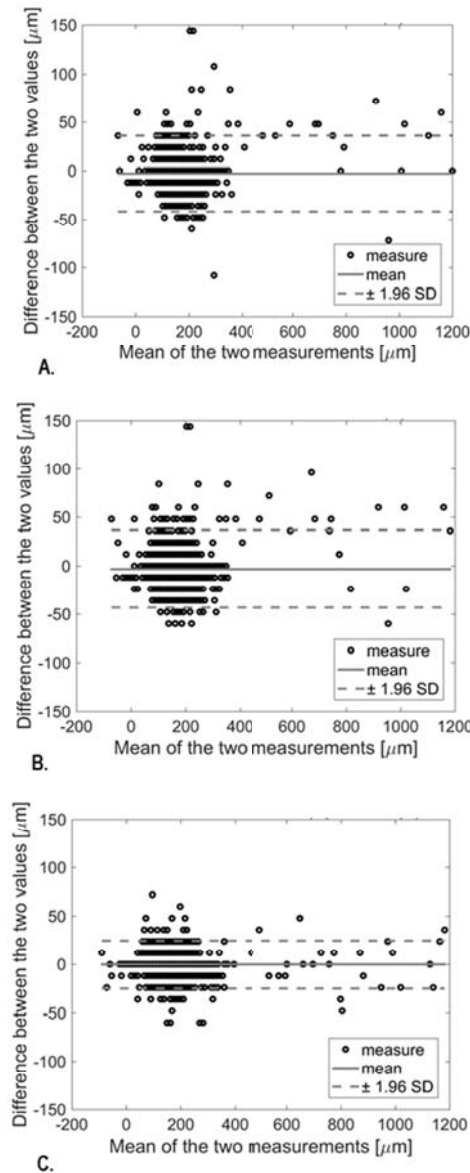 150
100
50
0
-50
-100
-150
Difference between the two values [μm]
measure
mean
± 1.96 SD
-200 0 200 400 600 800 1000 1200
Mean of the two measurements [μm]
A.
150
100
50
0
-50
-100
-150
Difference between the two values [μm]
measure
mean
± 1.96 SD
-200 0 200 400 600 800 1000 1200
Mean of the two measurements [μm]
B.
150
100
50
0
-50
-100
-150
Difference between the two values [μm]
measure
mean
± 1.96 SD
-200 0 200 400 600 800 1000 1200
Mean of the two measurements [μm]
C.